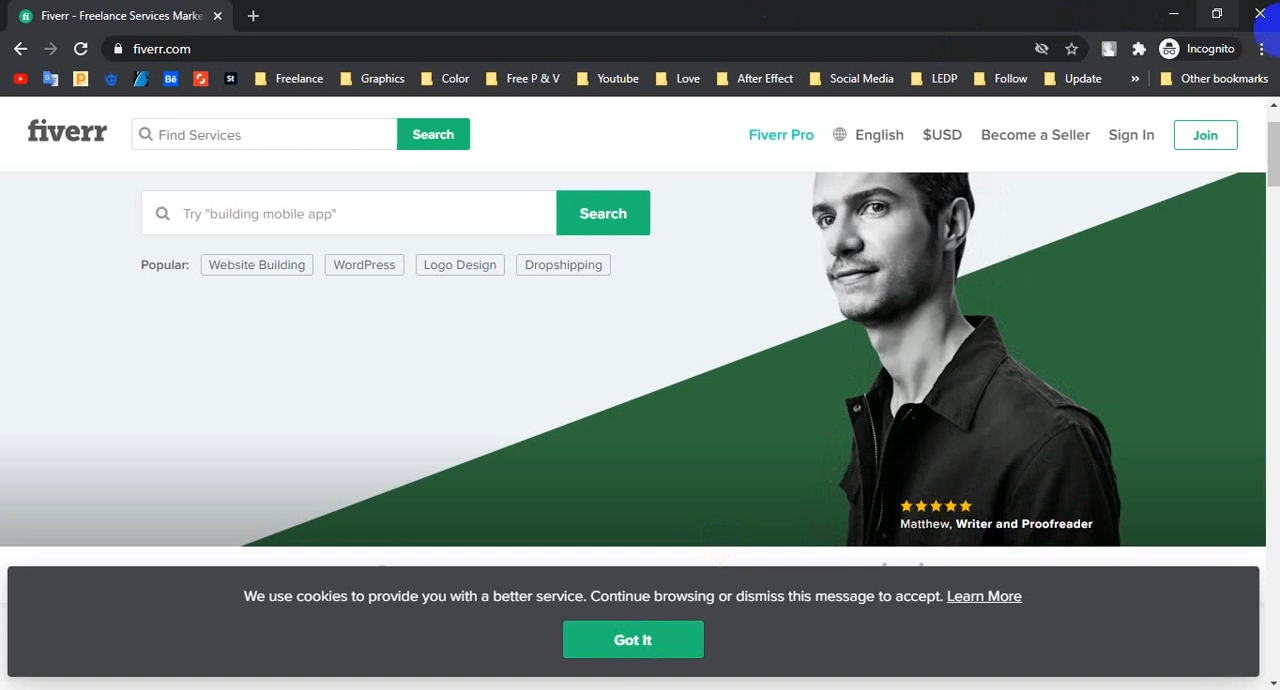 fi Fiverr - Freelance Services Marke
fiverr.com
Incognito
Bē
St
Freelance
Graphics
Color
Free P & V
Youtube
Love
After Effect
Social Media
LEDP
Follow
Update
»
Other bookmarks
fiverr
Find Services
Search
Fiverr Pro
English
$USD
Become a Seller
Sign In
Join
Try "building mobile app"
Search
Popular:
Website Building
WordPress
Logo Design
Dropshipping
Matthew, Writer and Proofreader
We use cookies to provide you with a better service. Continue browsing or dismiss this message to accept. Learn More
Got It